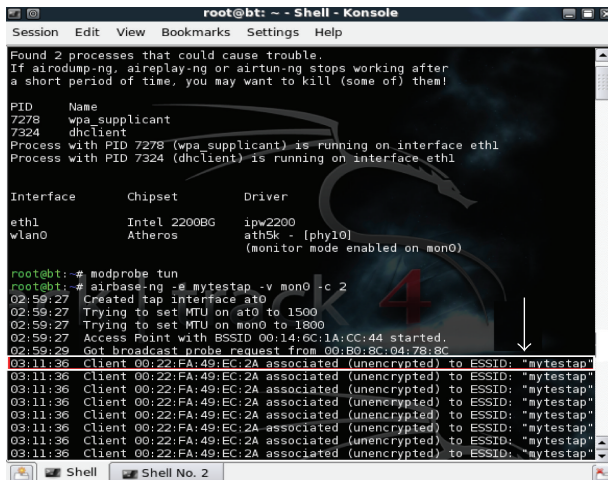 root@bt: ~ - Shell - Konsole
Session Edit View Bookmarks Settings Help
Found 2 processes that could cause trouble.
If airodump-ng, aireplay-ng or airtun-ng stops working after
a short period of time, you may want to kill (some of) them!
PID Name
7278 wpa_supplicant
7324 dhclient
Process with PID 7278 (wpa_supplicant) is running on interface eth1
Process with PID 7324 (dhclient) is running on interface eth1
Interface Chipset Driver
eth1 Intel 2200BG ipw2200
wlan0 Atheros ath5k - [phy10]
(monitor mode enabled on mon0)
root@bt:~# modprobe tun
root@bt:~# airbase-ng -e mytestap -v mon0 -c 2
02:59:27 Created tap interface at0
02:59:27 Trying to set MTU on at0 to 1500
02:59:27 Trying to set MTU on mon0 to 1800
02:59:27 Access Point with BSSID 00:14:6C:1A:CC:44 started.
02:59:29 Got broadcast probe request from 00:B0:8C:04:78:8C
03:11:36 Client 00:22:FA:49:EC:2A associated (unencrypted) to ESSID: "mytestap"
03:11:36 Client 00:22:FA:49:EC:2A associated (unencrypted) to ESSID: "mytestap"
03:11:36 Client 00:22:FA:49:EC:2A associated (unencrypted) to ESSID: "mytestap"
03:11:36 Client 00:22:FA:49:EC:2A associated (unencrypted) to ESSID: "mytestap"
03:11:36 Client 00:22:FA:49:EC:2A associated (unencrypted) to ESSID: "mytestap"
03:11:36 Client 00:22:FA:49:EC:2A associated (unencrypted) to ESSID: "mytestap"
03:11:36 Client 00:22:FA:49:EC:2A associated (unencrypted) to ESSID: "mytestap"
03:11:36 Client 00:22:FA:49:EC:2A associated (unencrypted) to ESSID: "mytestap"
Shell Shell No. 2